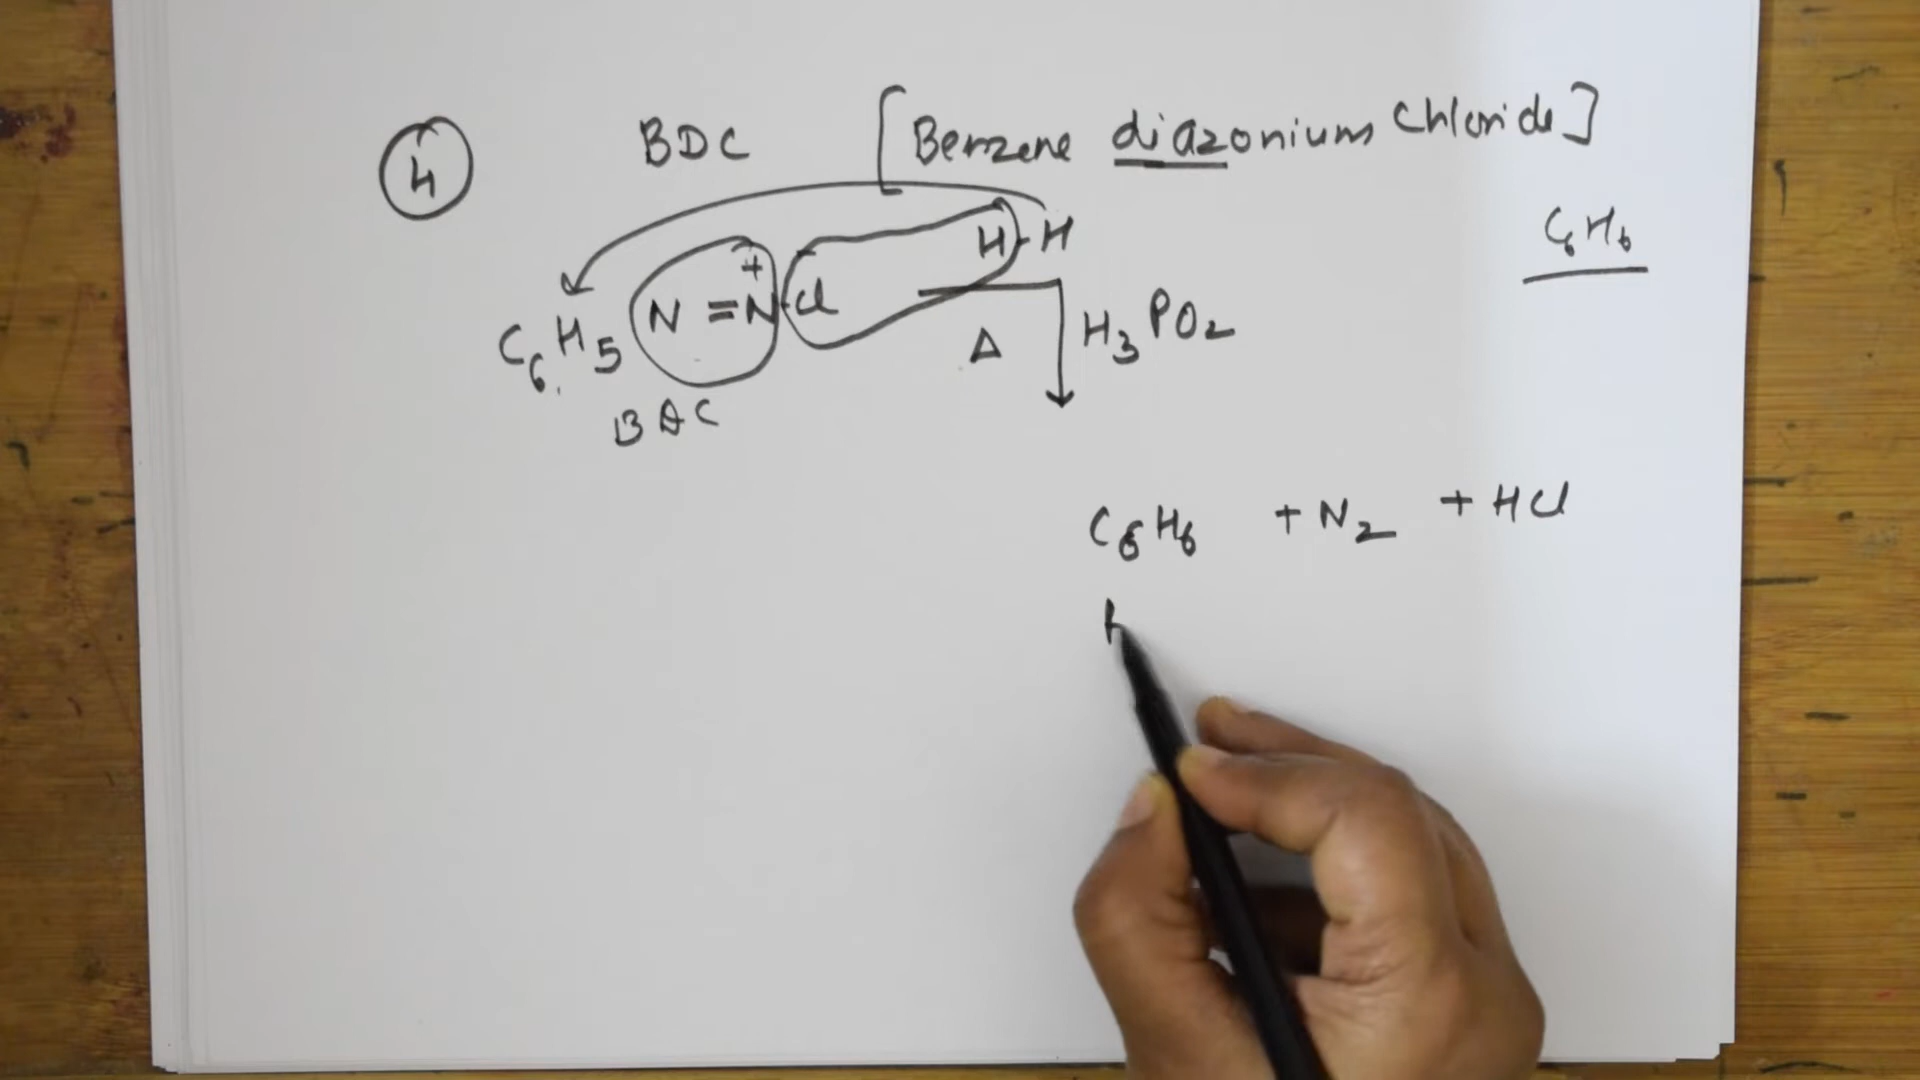 4 BDC [Benzene diazonium Chloride]
C6H6
H-H
C6H5 N=N+-Cl Δ H3PO2
BDC
C6H6 + N2 + HCl